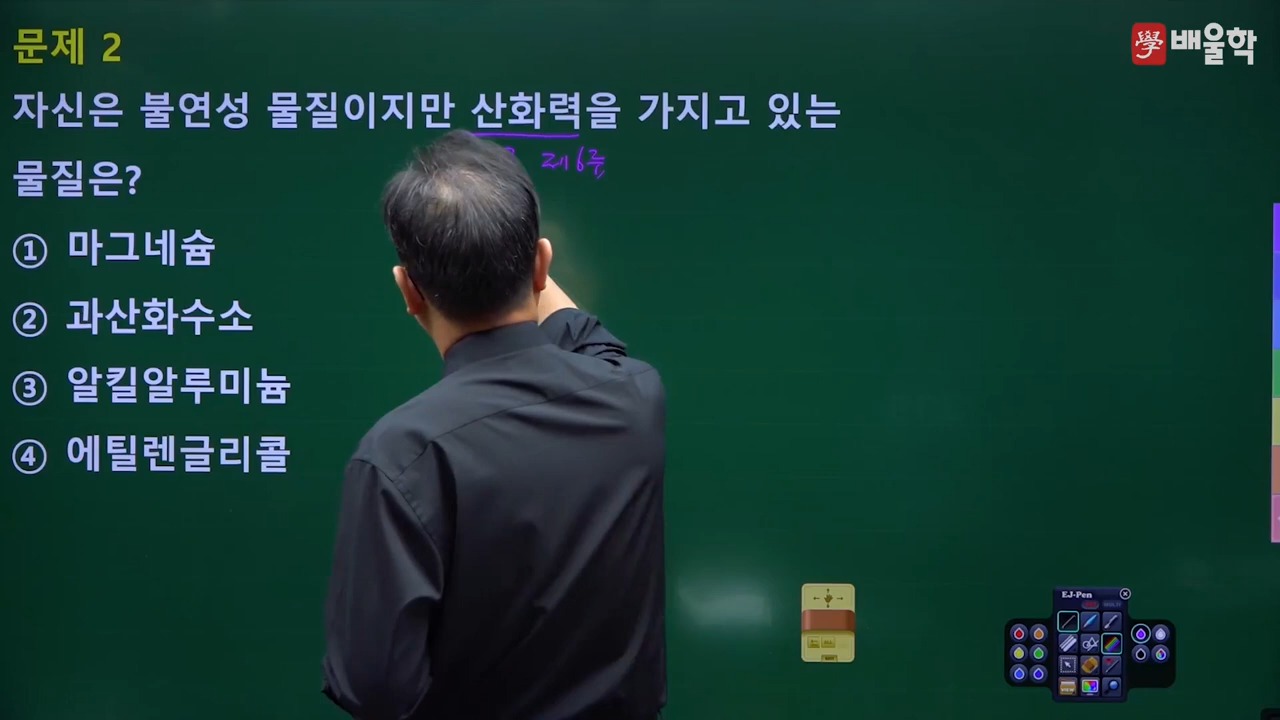 문제 2
學 배울학
자신은 불연성 물질이지만 산화력을 가지고 있는
제6류
물질은?
① 마그네슘
② 과산화수소
③ 알킬알루미늄
④ 에틸렌글리콜
EJ-Pen